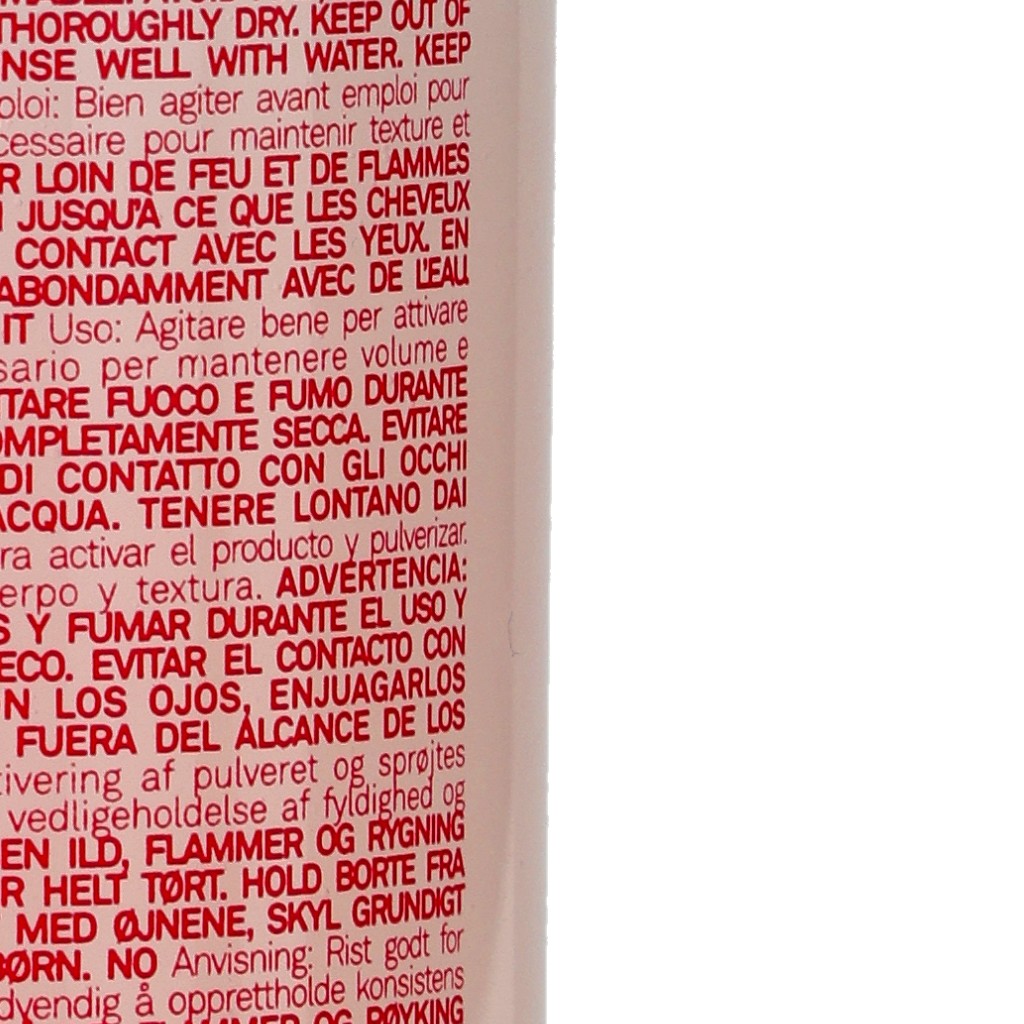 THOROUGHLY DRY. KEEP OUT OF
NSE WELL WITH WATER. KEEP
ploi: Bien agiter avant emploi pour
cessaire pour maintenir texture et
R LOIN DE FEU ET DE FLAMMES
JUSQU'À CE QUE LES CHEVEUX
CONTACT AVEC LES YEUX. EN
ABONDAMMENT AVEC DE L'EAU
IT Uso: Agitare bene per attivare
sario per mantenere volume e
TARE FUOCO E FUMO DURANTE
OMPLETAMENTE SECCA. EVITARE
DI CONTATTO CON GLI OCCHI
ACQUA. TENERE LONTANO DAI
ra activar el producto y pulverizar.
erpo y textura. ADVERTENCIA:
S Y FUMAR DURANTE EL USO Y
ECO. EVITAR EL CONTACTO CON
N LOS OJOS, ENJUAGARLOS
FUERA DEL ALCANCE DE LOS
tivering af pulveret og sprøjtes
vedligeholdelse af fyldighed og
EN ILD, FLAMMER OG RYGNING
R HELT TØRT. HOLD BORTE FRA
MED ØJNENE, SKYL GRUNDIGT
BØRN. NO Anvisning: Rist godt for
dvendig å opprettholde konsistens
FLAMMER OG RØYKING